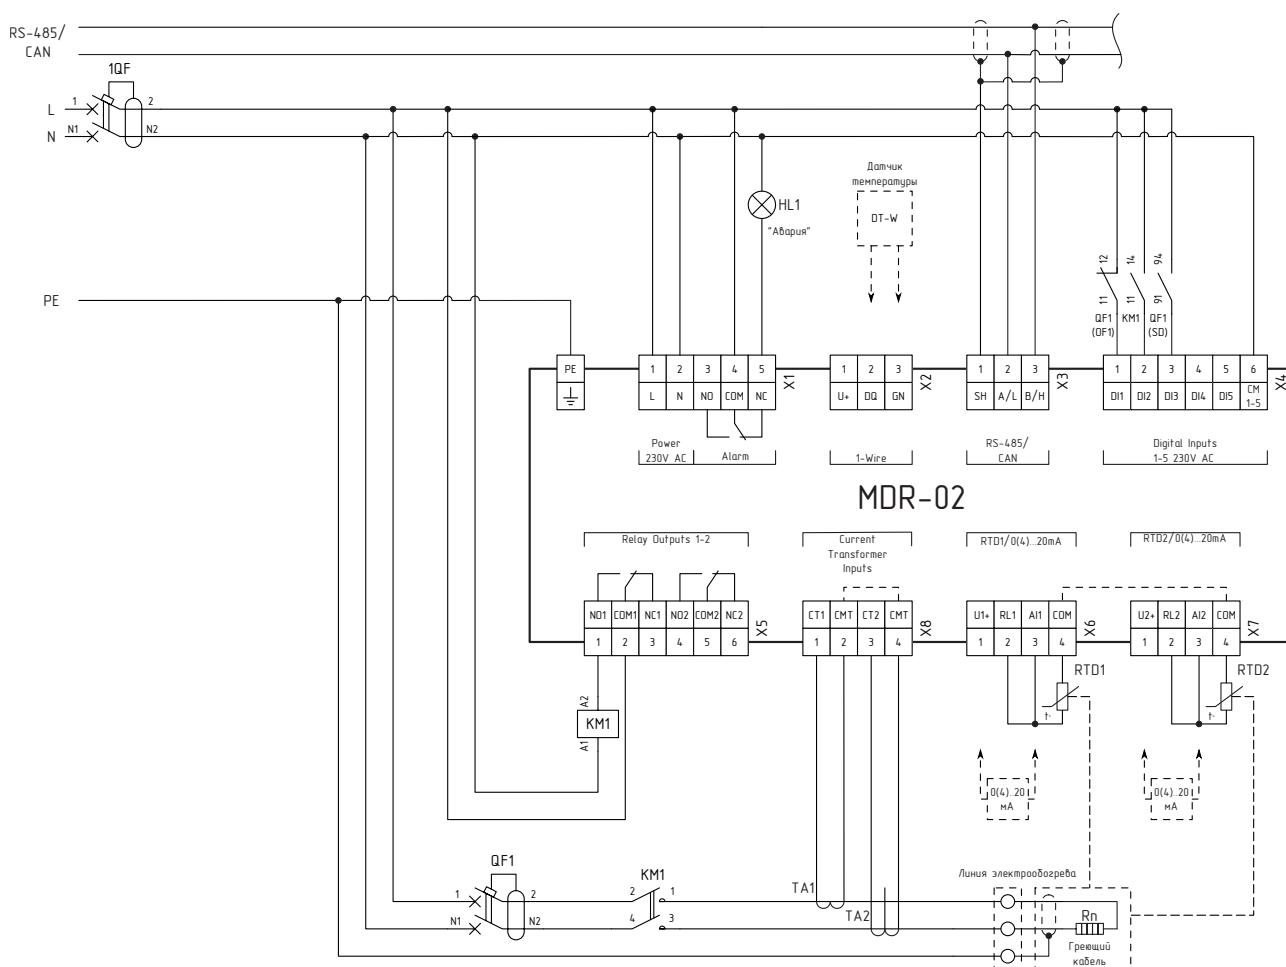 RS-485/
CAN
1QF
L 1 2
N N1 N2
Датчик
температуры
DT-W
HL1
"Авария"
PE
12 14 94
11 11 91
QF1 KM1 QF1
(OF1) (SD)
PE
1 2 3 4 5 X1
L N NO COM NC
1 2 3 X2
U+ DQ GN
1 2 3 X3
SH A/L B/H
1 2 3 4 5 6 X4
DI1 DI2 DI3 DI4 DI5 CM
1-5
Power
230V AC
Alarm
1-Wire
RS-485/
CAN
Digital Inputs
1-5 230V AC
MDR-02
Relay Outputs 1-2
Current
Transformer
Inputs
RTD1/0(4)...20mA
RTD2/0(4)...20mA
NO1 COM1 NC1 NO2 COM2 NC2
1 2 3 4 5 6 X5
CT1 CMT CT2 CMT
1 2 3 4 X8
U1+ RL1 AI1 COM
1 2 3 4 X6
U2+ RL2 AI2 COM
1 2 3 4 X7
RTD1
t°
RTD2
t°
A2
KM1
A1
0(4)...20
мА
0(4)...20
мА
QF1
1 2
N1 N2
KM1
2 1
4 3
TA1
TA2
Линия электрообогрева
Rn
Греющий
кабель